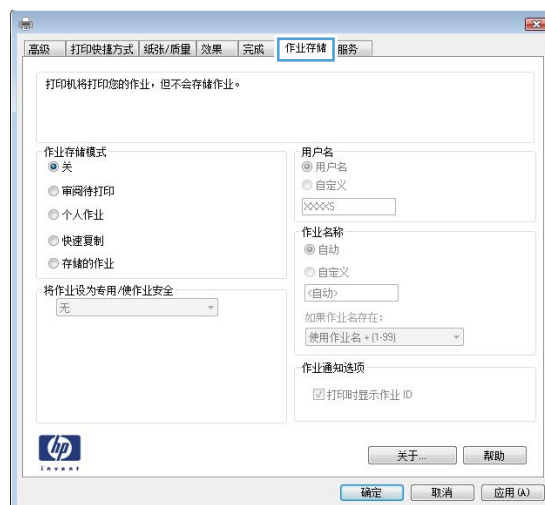 高级 打印快捷方式 纸张/质量 效果 完成 作业存储 服务
打印机将打印您的作业，但不会存储作业。
作业存储模式
关
审阅待打印
个人作业
快速复制
存储的作业
将作业设为专用/使作业安全
无
用户名
用户名
自定义
XXXXS
作业名称
自动
自定义
<自动>
如果作业名存在：
使用作业名 + (1-99)
作业通知选项
打印时显示作业 ID
hp
invent
关于... 帮助
确定 取消 应用(A)